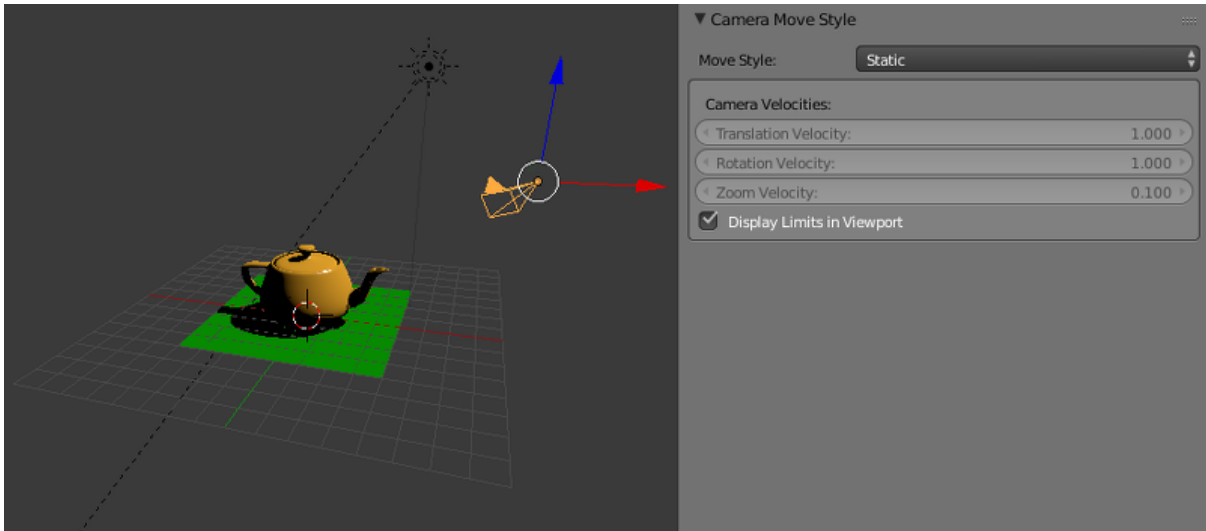 Camera Move Style
Move Style: Static
Camera Velocities:
Translation Velocity: 1.000
Rotation Velocity: 1.000
Zoom Velocity: 0.100
Display Limits in Viewport